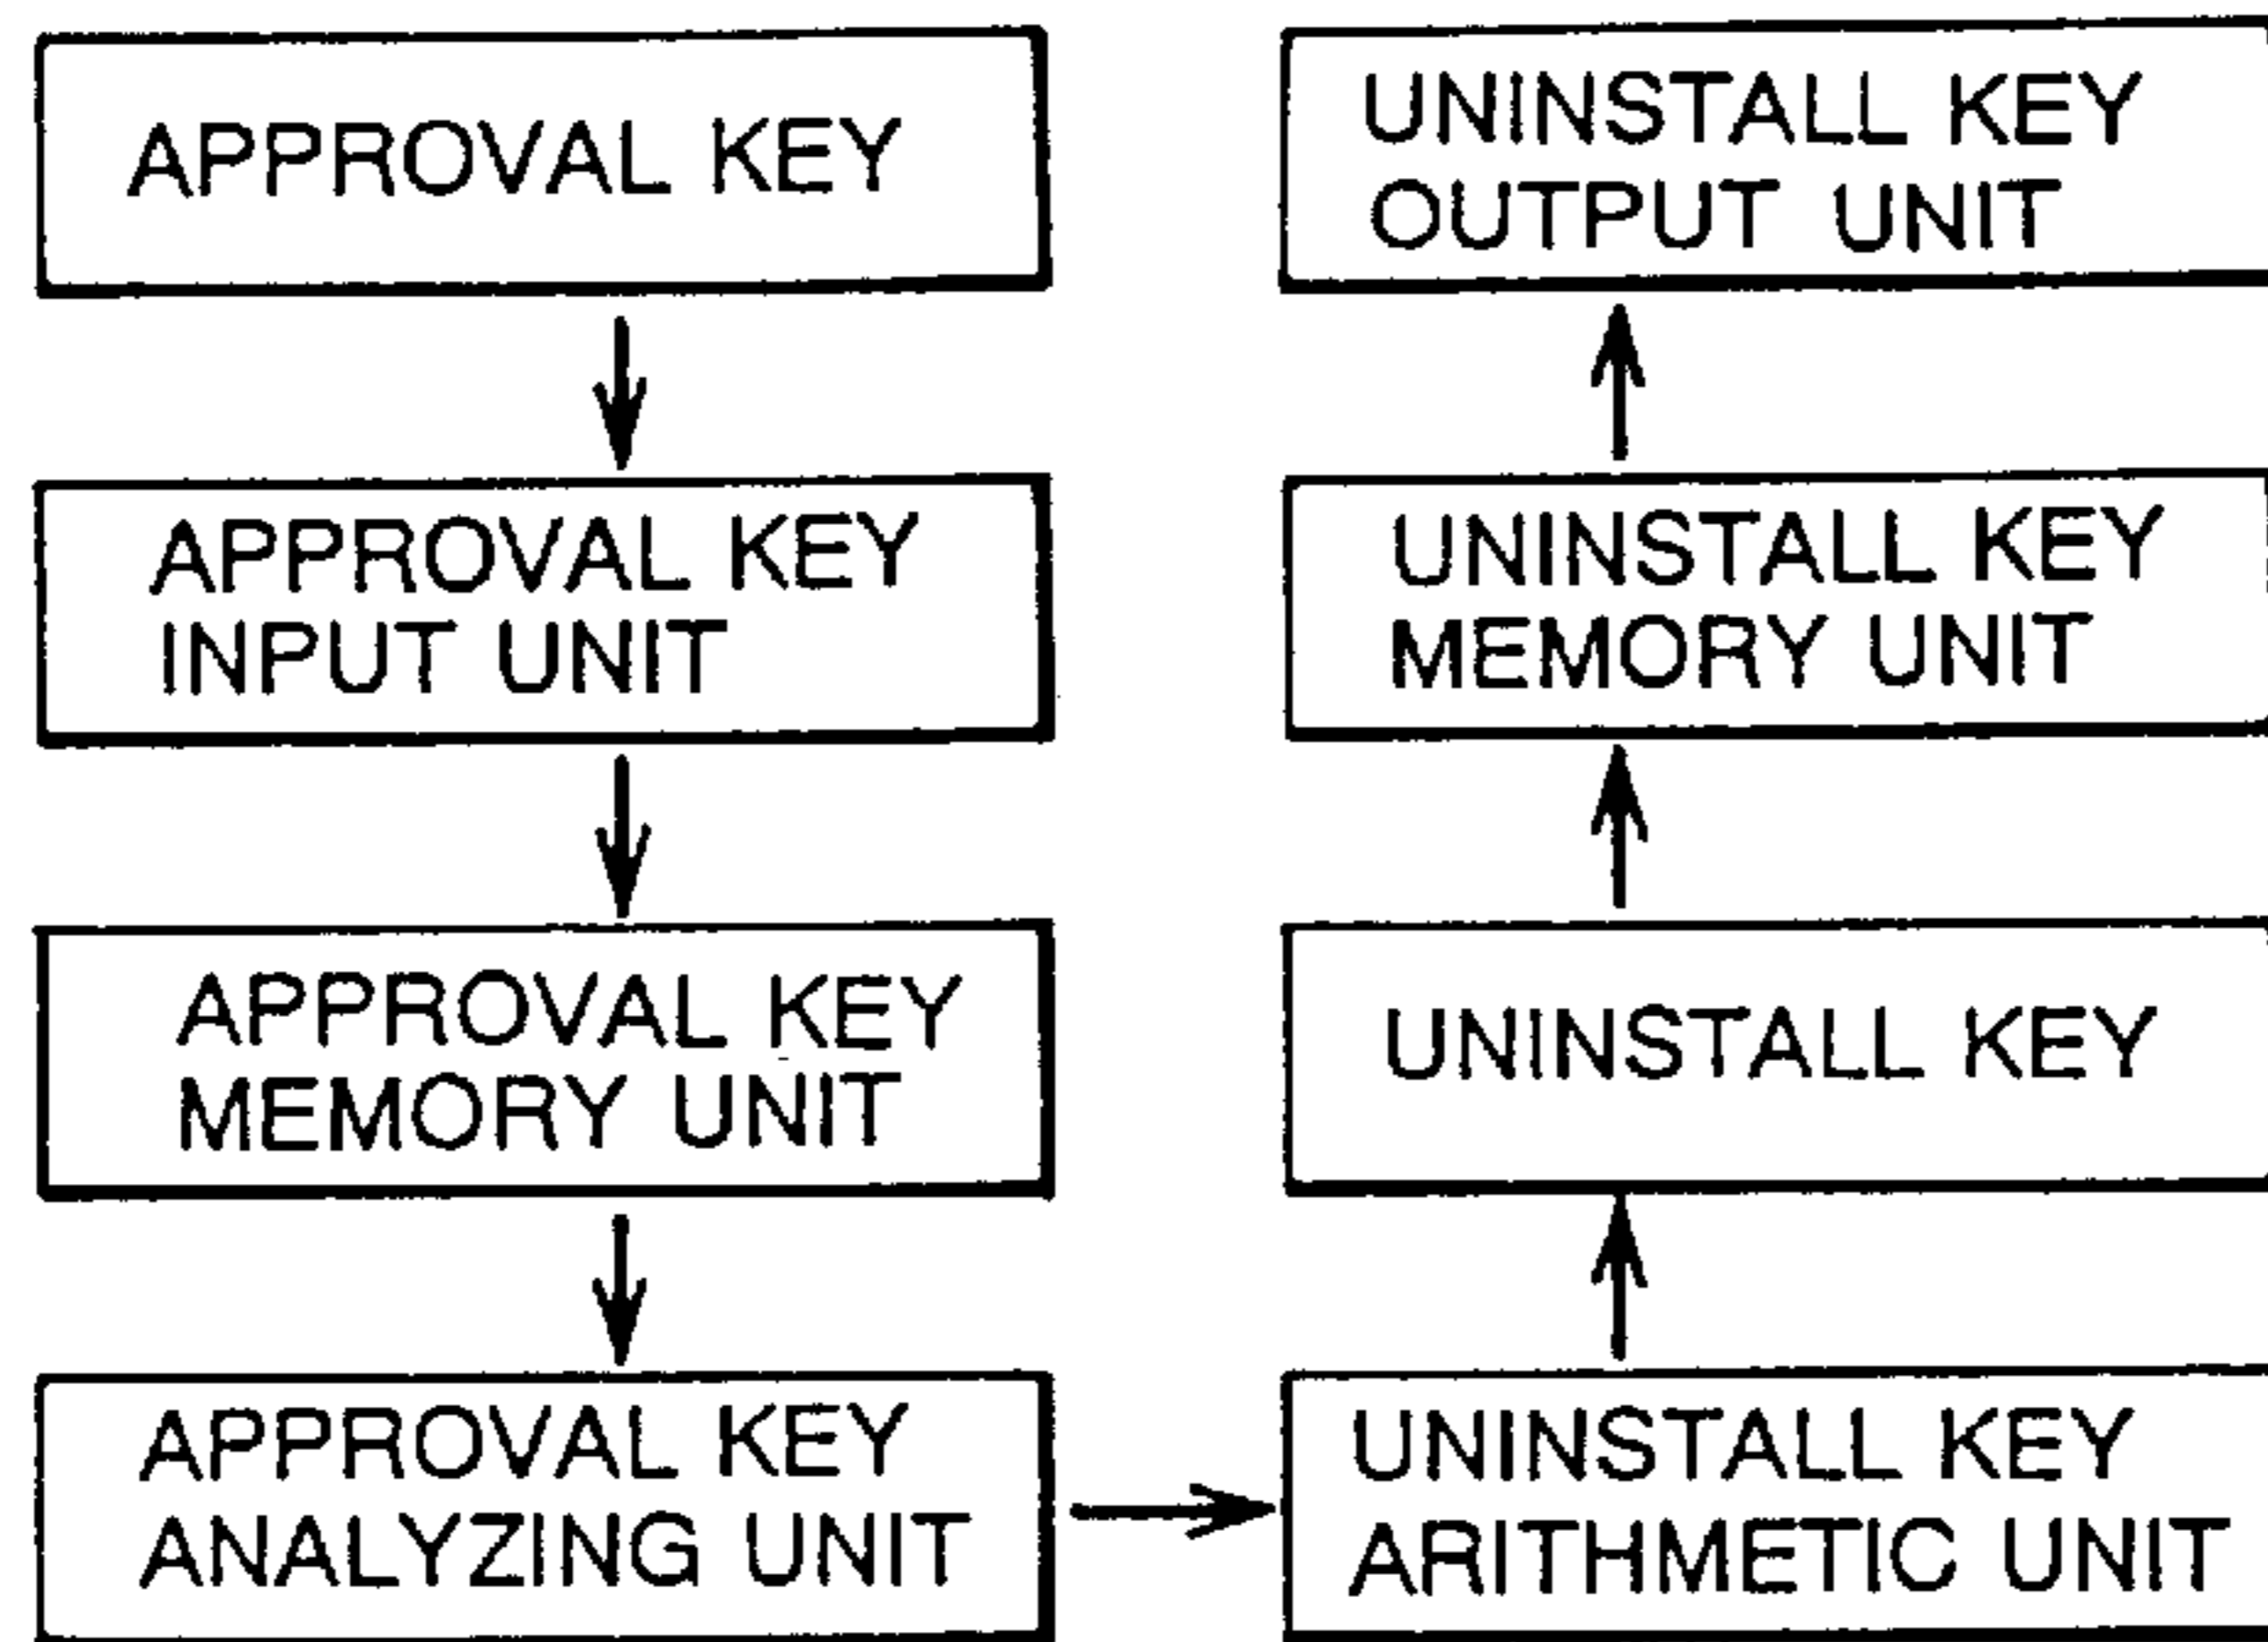 APPROVAL KEY
APPROVAL KEY
INPUT UNIT
APPROVAL KEY
MEMORY UNIT
APPROVAL KEY
ANALYZING UNIT
UNINSTALL KEY
OUTPUT UNIT
UNINSTALL KEY
MEMORY UNIT
UNINSTALL KEY
UNINSTALL KEY
ARITHMETIC UNIT